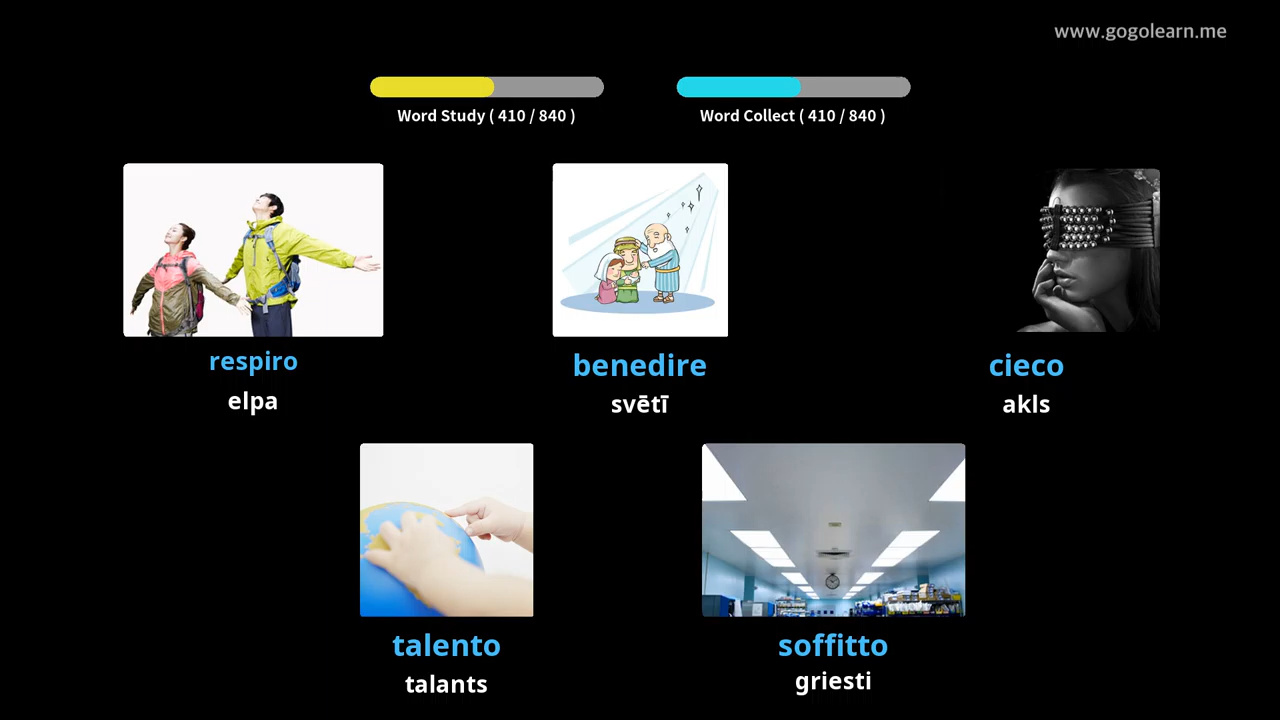 www.gogolearn.me
Word Study ( 410 / 840 )
Word Collect ( 410 / 840 )
respiro
elpa
benedire
svētī
cieco
akls
talento
talants
soffitto
griesti